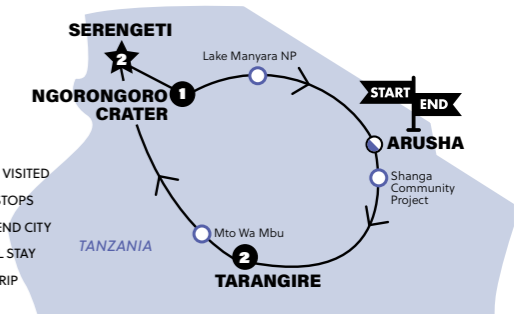 SERENGETI
2
Lake Manyara NP
NGORONGORO
CRATER
1
START
END
ARUSHA
Shanga
Community
Project
VISITED
STOPS
END CITY
STAY
Mto Wa Mbu
TANZANIA
2
TARANGIRE